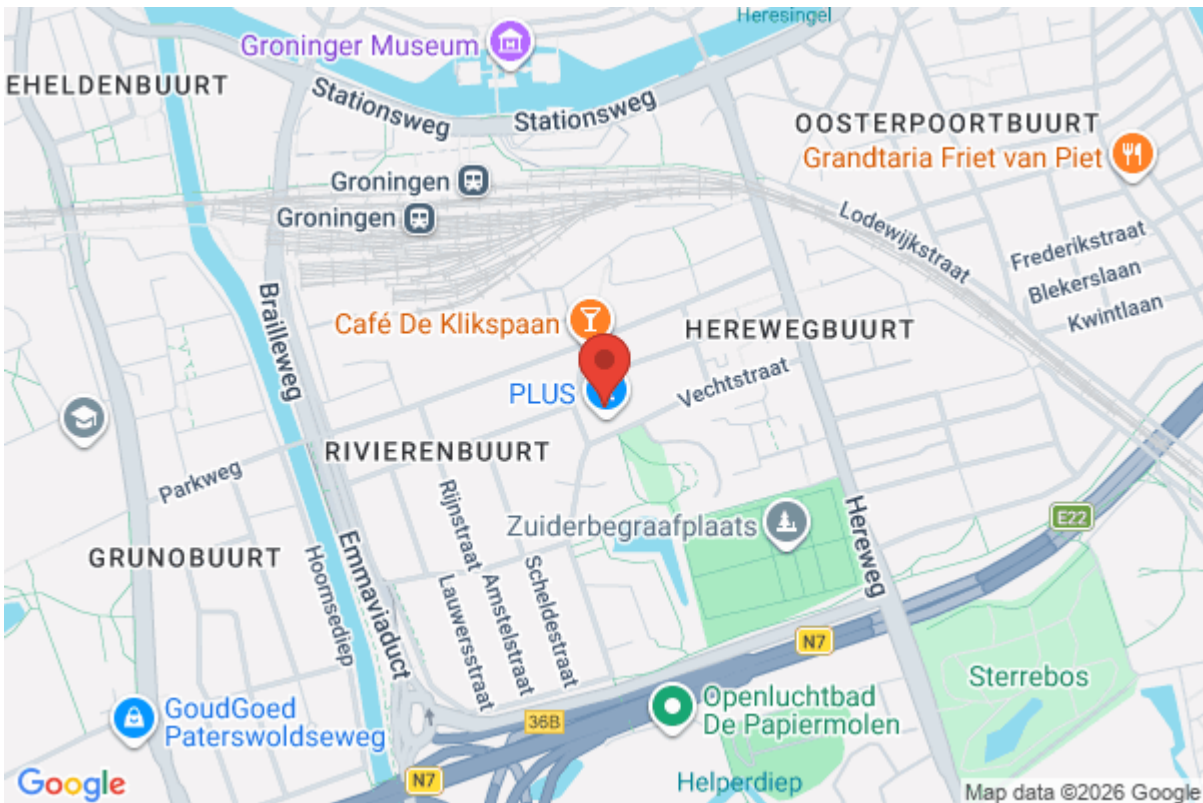 Heresingel
Groninger Museum
EHELDENBUURT
Stationsweg
Stationsweg
OOSTERPOORTBUURT
Grandtaria Friet van Piet
Groningen
Groningen
Lodewijkstraat
Frederikstraat
Blekerslaan
Kwintlaan
Brailleweg
Café De Klikspaan
HEREWEGBUURT
PLUS
Vechtstraat
RIVIERENBUURT
Parkweg
Rijnstraat
Zuiderbegraafplaats
Hereweg
E22
GRUNOBUURT
Hoornsediep
Emmaviaduct
Lauwersstraat
Amstelstraat
Scheldestraat
N7
Sterrebos
GoudGoed
Paterswoldseweg
36B
Openluchtbad
De Papiermolen
N7
Helperdiep
Google
Map data ©2026 Google